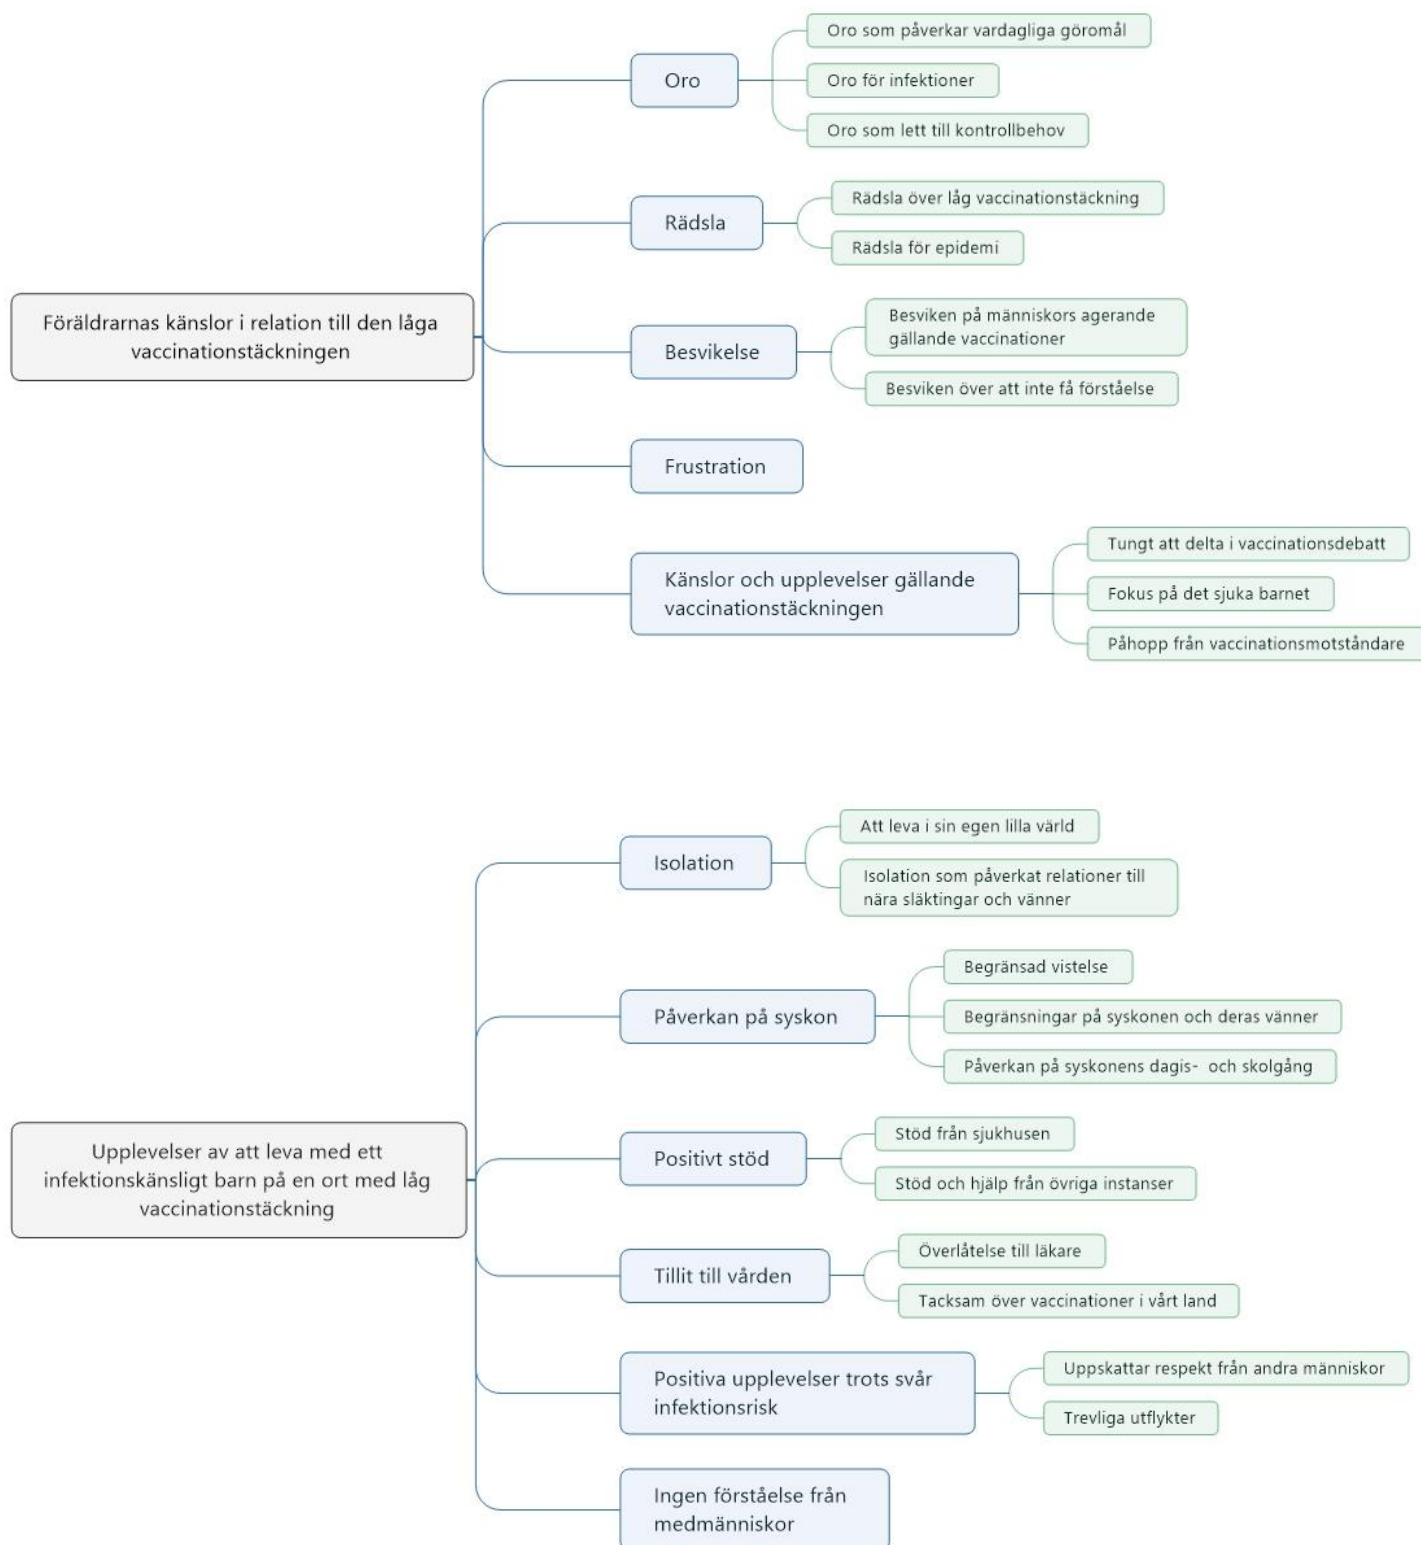 Föräldrarnas känslor i relation till den låga
vaccinationstäckningen
Oro
Oro som påverkar vardagliga göromål
Oro för infektioner
Oro som lett till kontrollbehov
Rädsla
Rädsla över låg vaccinationstäckning
Rädsla för epidemi
Besvikelse
Besviken på människors agerande
gällande vaccinationer
Besviken över att inte få förståelse
Frustration
Känslor och upplevelser gällande
vaccinationstäckningen
Tungt att delta i vaccinationsdebatt
Fokus på det sjuka barnet
Påhopp från vaccinationsmotståndare
Upplevelser av att leva med ett
infektionskänsligt barn på en ort med låg
vaccinationstäckning
Isolation
Att leva i sin egen lilla värld
Isolation som påverkat relationer till
nära släktingar och vänner
Påverkan på syskon
Begränsad vistelse
Begränsningar på syskonen och deras vänner
Påverkan på syskonens dagis- och skolgång
Positivt stöd
Stöd från sjukhusen
Stöd och hjälp från övriga instanser
Tillit till vården
Överlåtelse till läkare
Tacksam över vaccinationer i vårt land
Positiva upplevelser trots svår
infektionsrisk
Uppskattar respekt från andra människor
Trevliga utflykter
Ingen förståelse från
medmänniskor